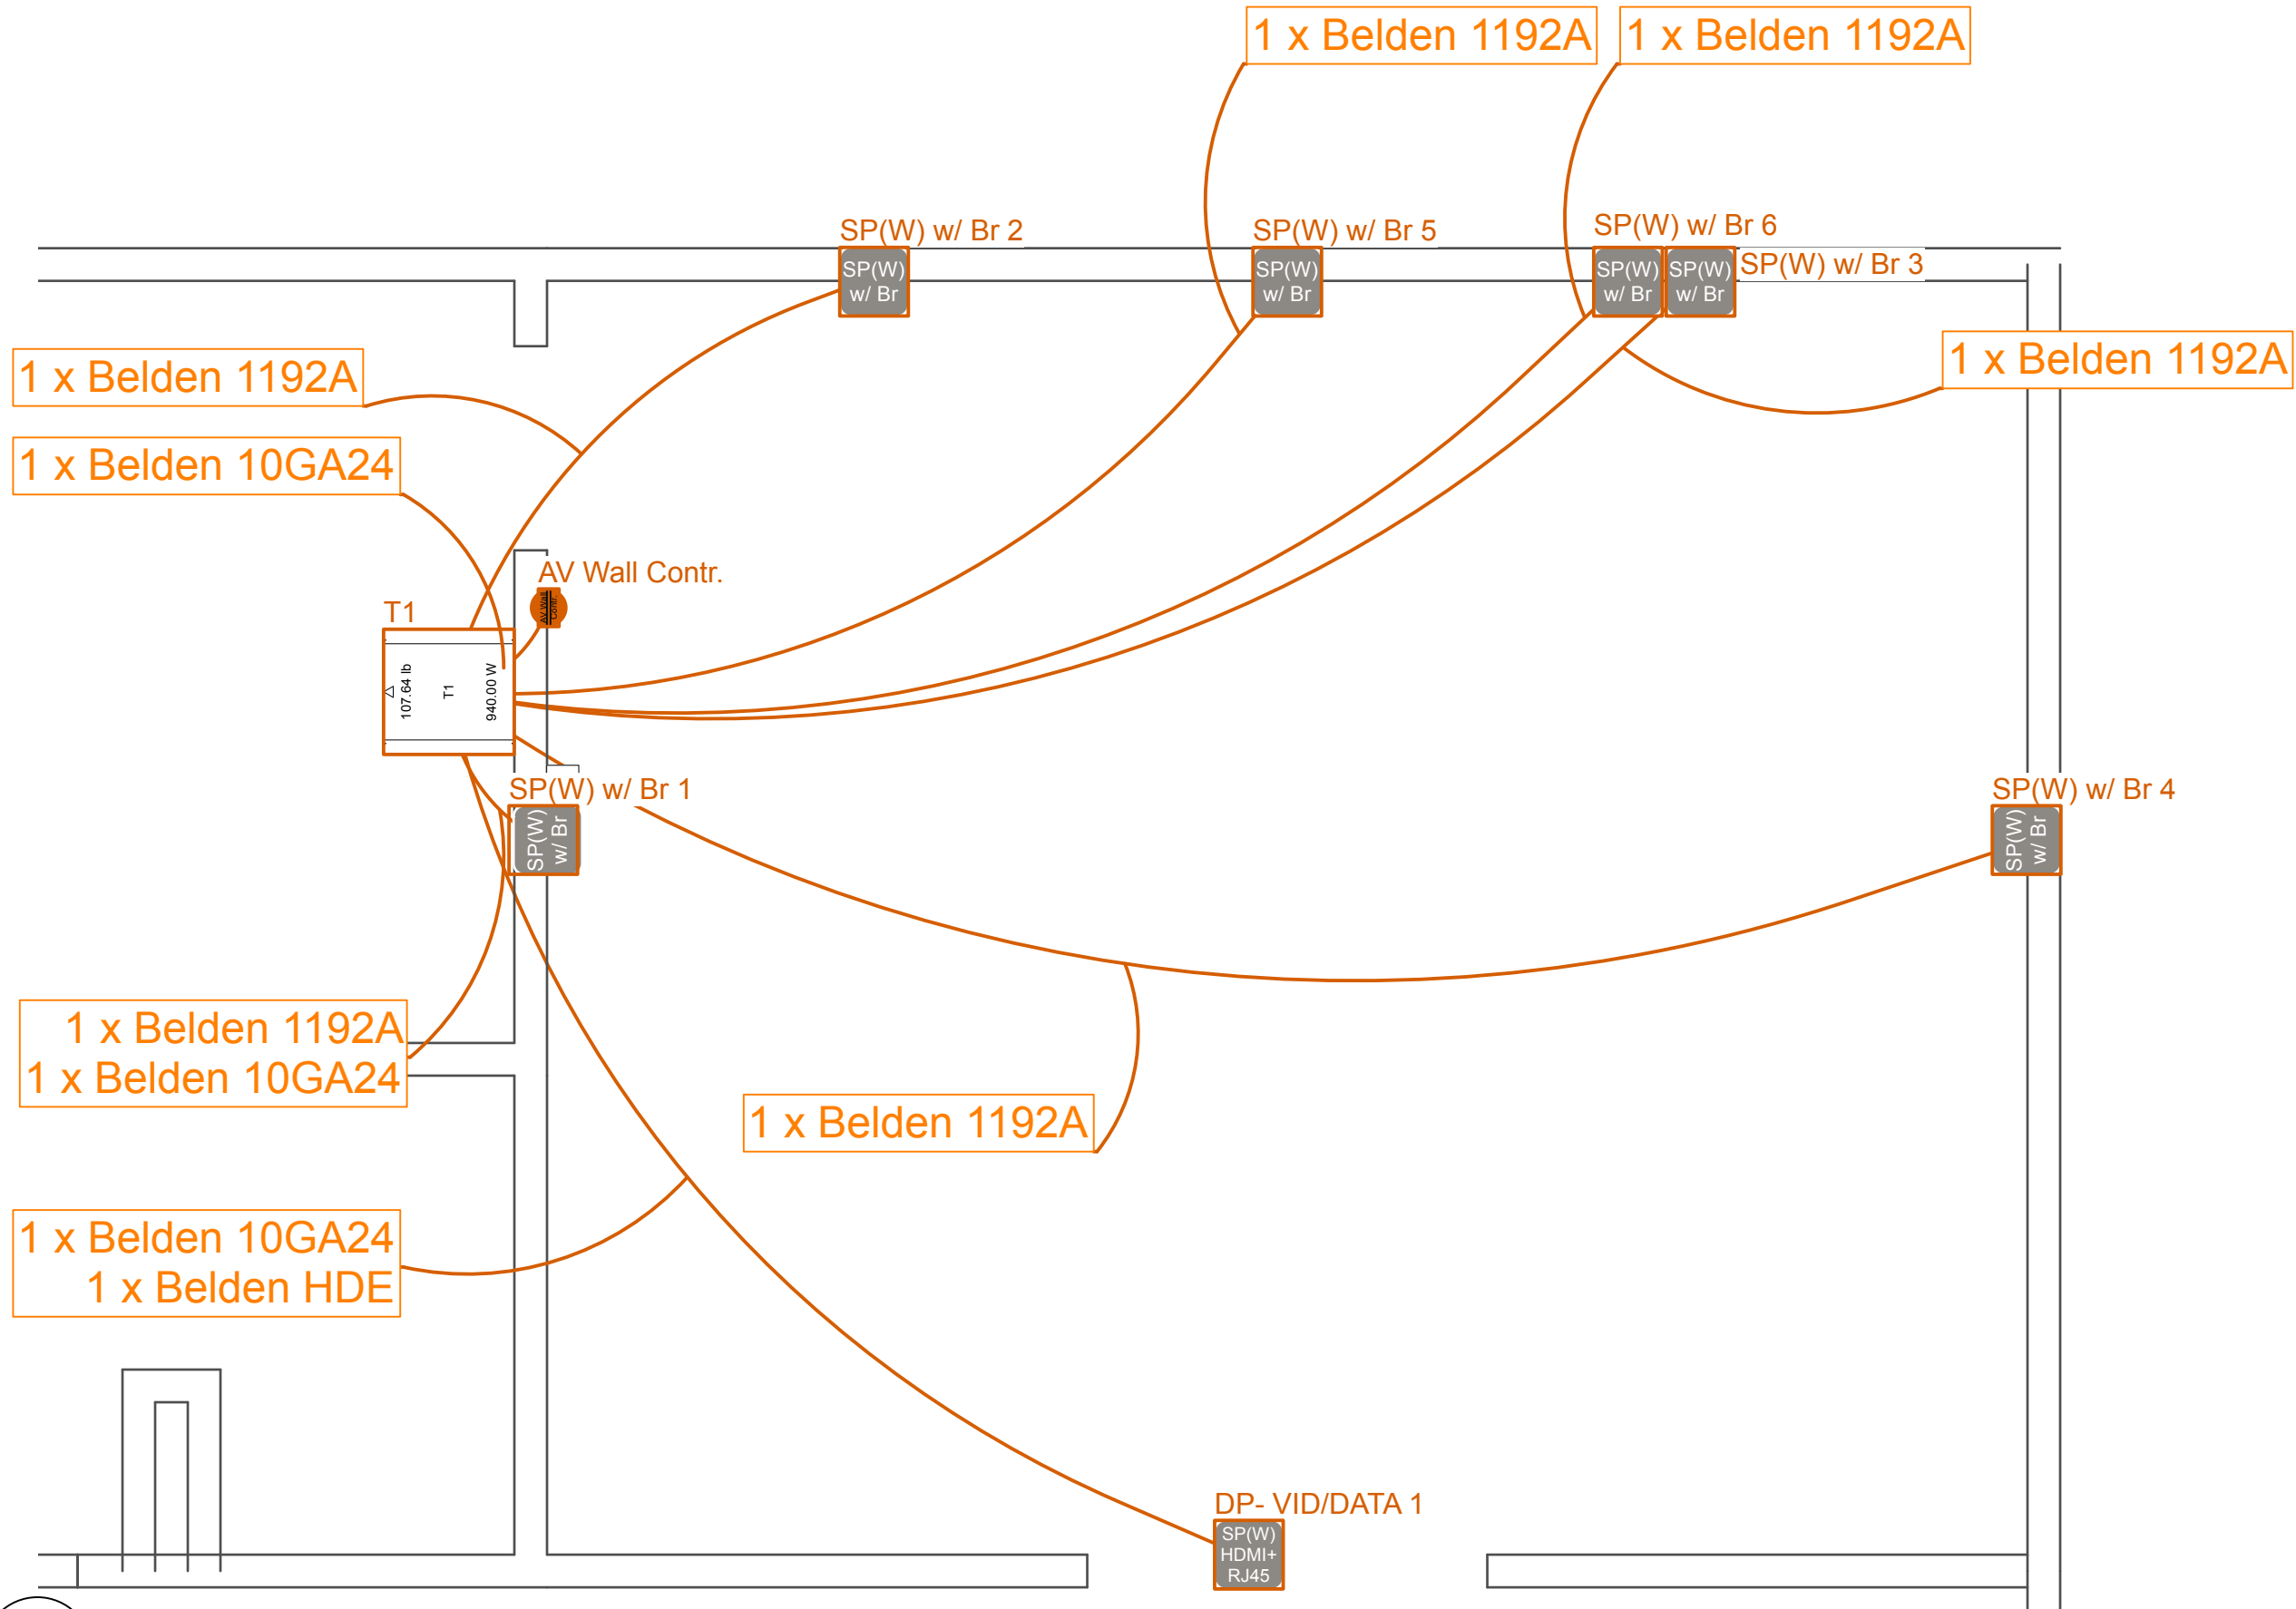 1 x Belden 1192A
1 x Belden 1192A
SP(W) w/ Br 2
SP(W)
w/ Br
SP(W) w/ Br 5
SP(W)
w/ Br
SP(W) w/ Br 6
SP(W)
w/ Br
SP(W)
w/ Br
SP(W) w/ Br 3
1 x Belden 1192A
1 x Belden 1192A
1 x Belden 10GA24
AV Wall Contr.
AV Wall
Contr.
T1
107.64 lb
T1
940.00 W
SP(W) w/ Br 1
SP(W)
w/ Br
SP(W) w/ Br 4
SP(W)
w/ Br
1 x Belden 1192A
1 x Belden 10GA24
1 x Belden 1192A
1 x Belden 10GA24
1 x Belden HDE
DP- VID/DATA 1
SP(W)
HDMI+
RJ45